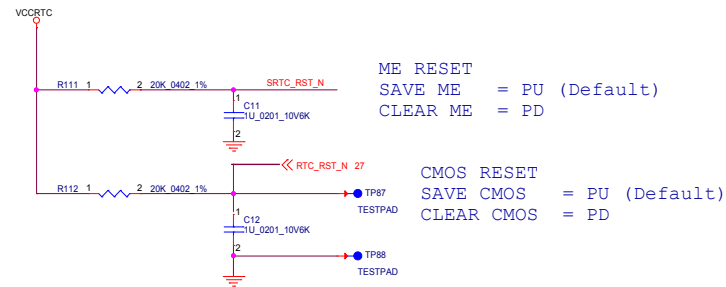 VCCRTC
R111 1 2 20K_0402_1% SRTC_RST_N
1
C11
1U_0201_10V6K
2
ME RESET
SAVE ME = PU (Default)
CLEAR ME = PD
RTC_RST_N 27
R112 1 2 20K_0402_1%
TP87
TESTPAD
1
C12
1U_0201_10V6K
2
TP88
TESTPAD
CMOS RESET
SAVE CMOS = PU (Default)
CLEAR CMOS = PD